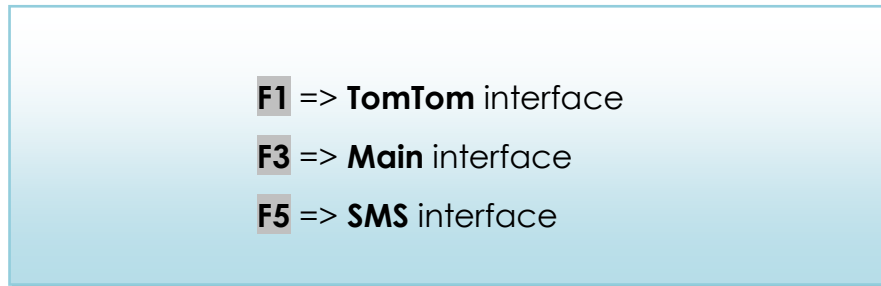 F1 => TomTom interface
F3 => Main interface
F5 => SMS interface